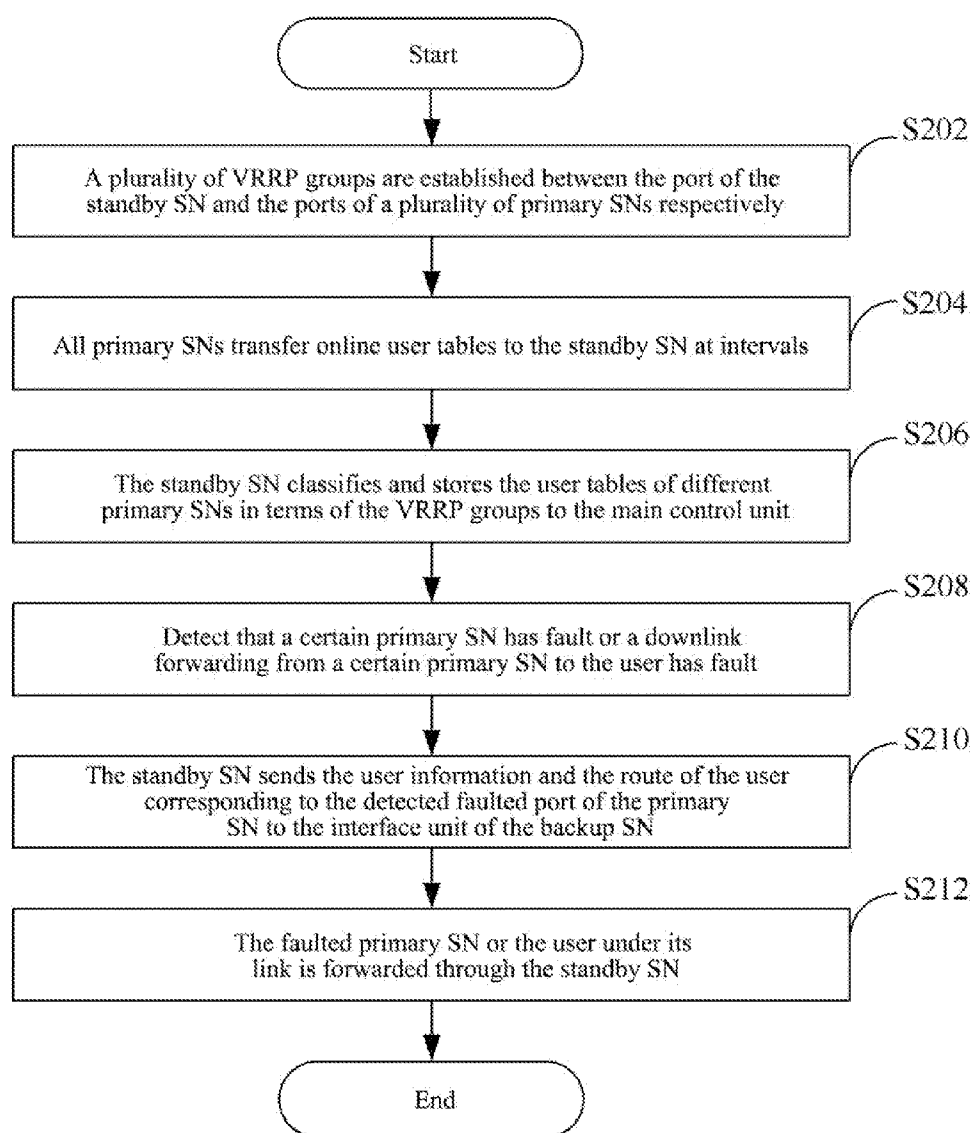 Start
S202
A plurality of VRRP groups are established between the port of the
standby SN and the ports of a plurality of primary SNs respectively
S204
All primary SNs transfer online user tables to the standby SN at intervals
S206
The standby SN classifies and stores the user tables of different
primary SNs in terms of the VRRP groups to the main control unit
S208
Detect that a certain primary SN has fault or a downlink
forwarding from a certain primary SN to the user has fault
S210
The standby SN sends the user information and the route of the user
corresponding to the detected faulted port of the primary
SN to the interface unit of the backup SN
S212
The faulted primary SN or the user under its
link is forwarded through the standby SN
End